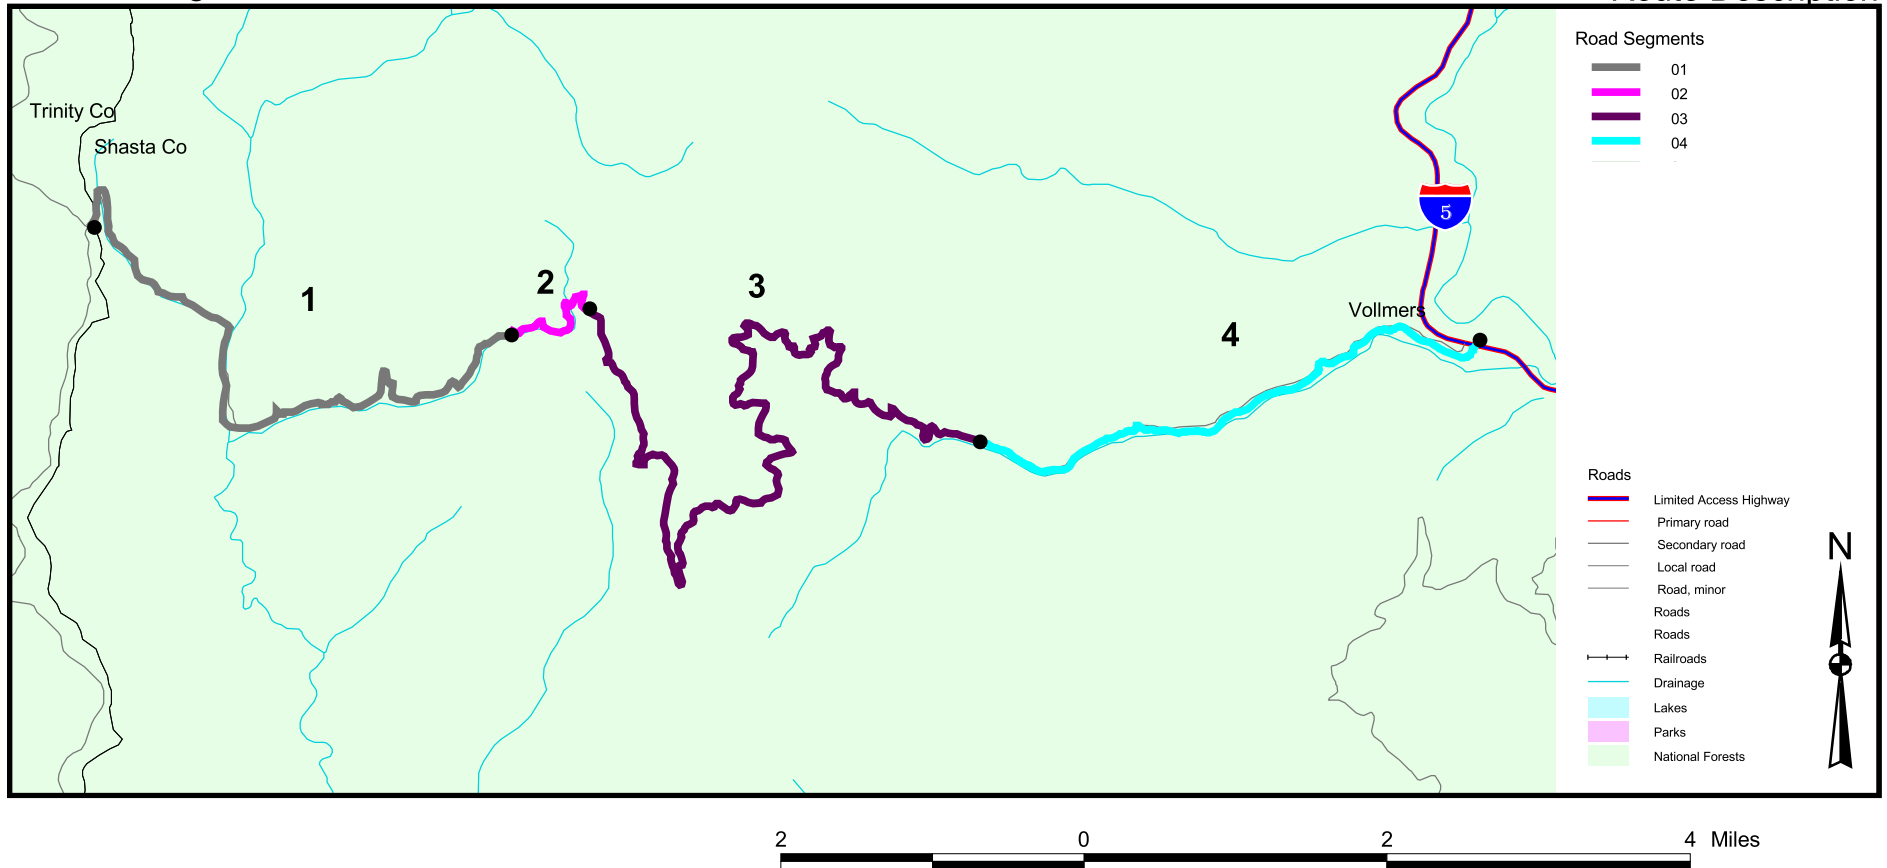 Route Description
Trinity Co
Shasta Co
1
2
3
4
Vollmers
5
Road Segments
01
02
03
04
Roads
Limited Access Highway
Primary road
Secondary road
Local road
Road, minor
Roads
Roads
Railroads
Drainage
Lakes
Parks
National Forests
N
2 0 2 4 Miles